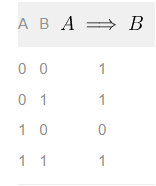 A B A ⟹ B
0 0 1
0 1 1
1 0 0
1 1 1